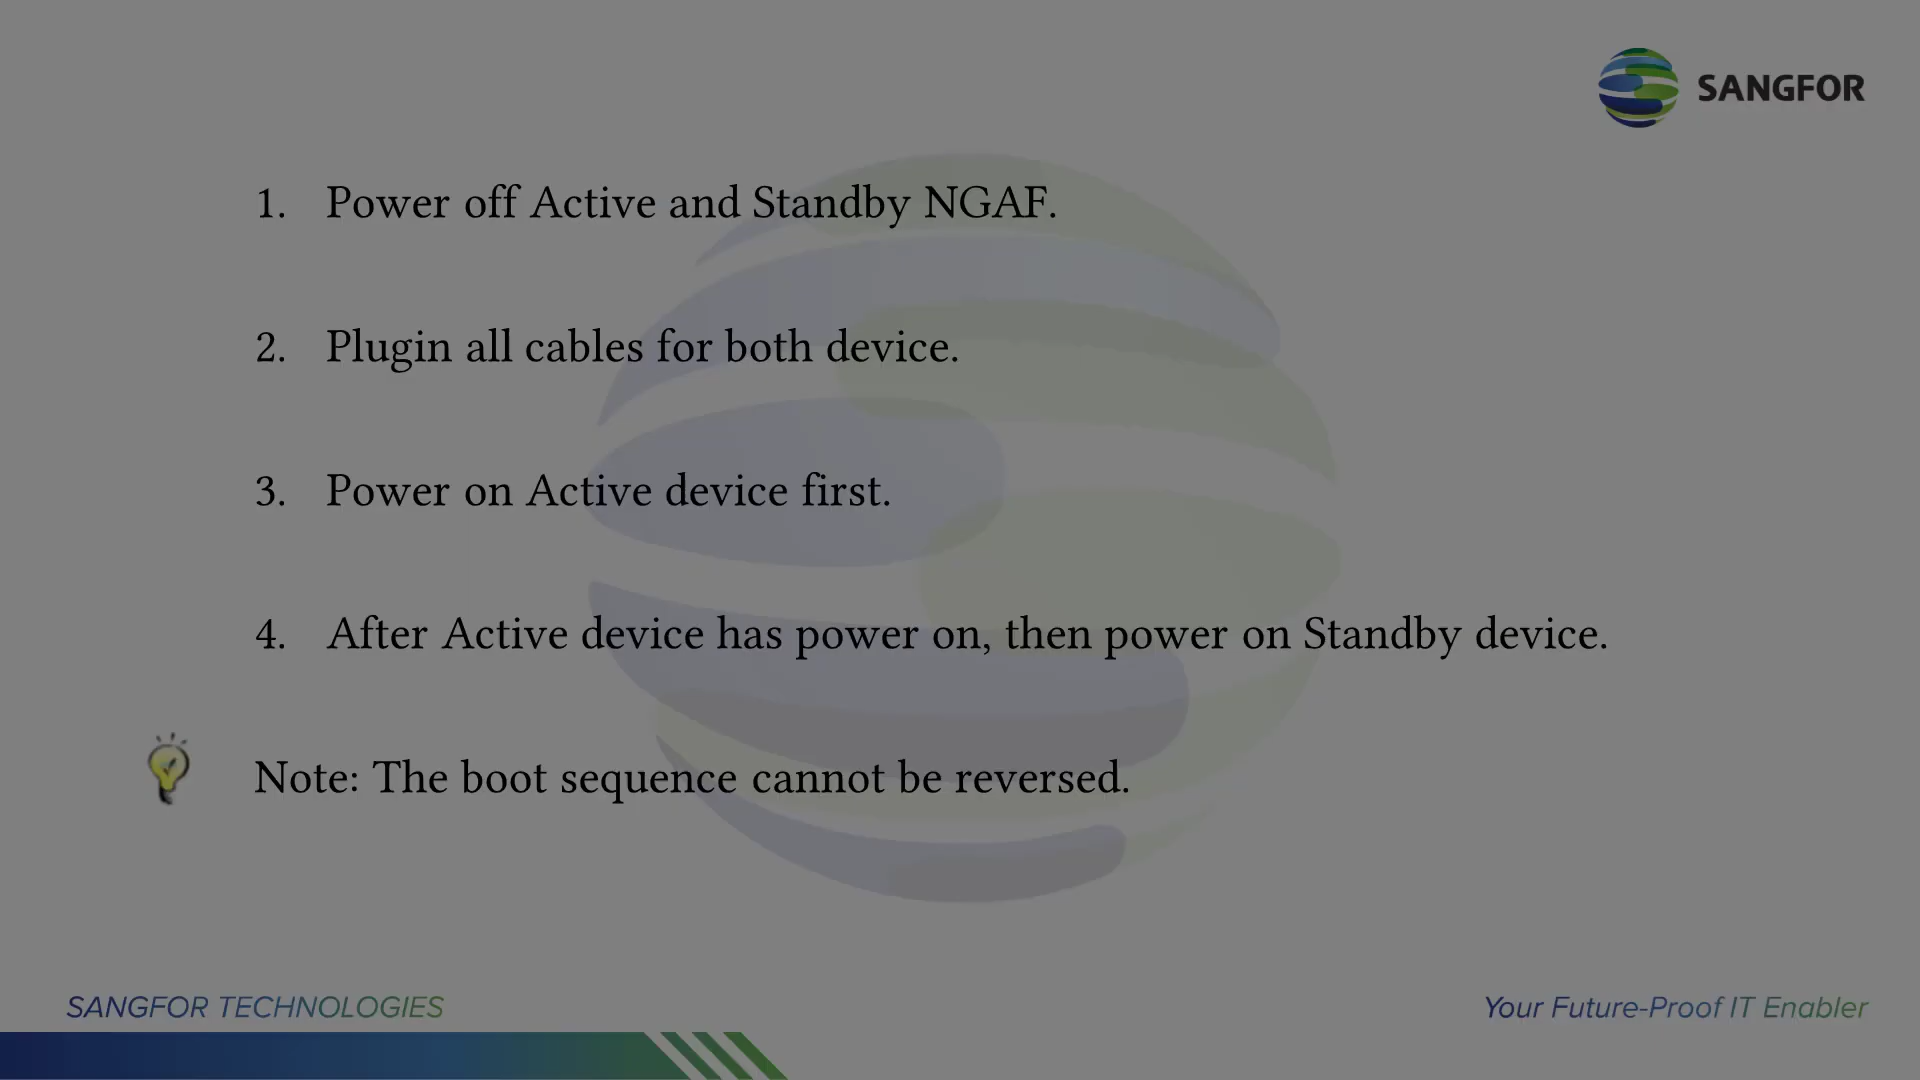 SANGFOR
1. Power off Active and Standby NGAF.
2. Plugin all cables for both device.
3. Power on Active device first.
4. After Active device has power on, then power on Standby device.
Note: The boot sequence cannot be reversed.
SANGFOR TECHNOLOGIES
Your Future-Proof IT Enabler